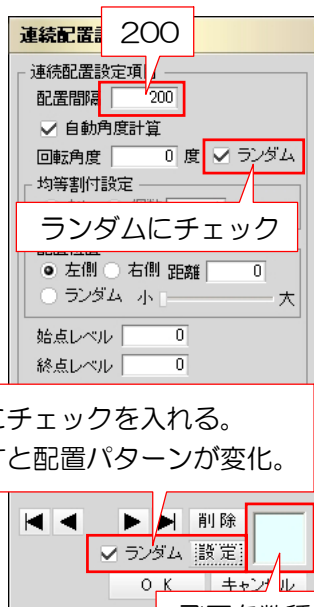 連続配置設
200
連続配置設定項
配置間隔 200
自動角度計算
回転角度 0 度 ランダム
均等割付設定
ランダムにチェック
左側 右側 距離 0
ランダム 小 大
始点レベル 0
終点レベル 0
にチェックを入れる。
すと配置パターンが変化。
削除
ランダム 設定
OK キャンセル